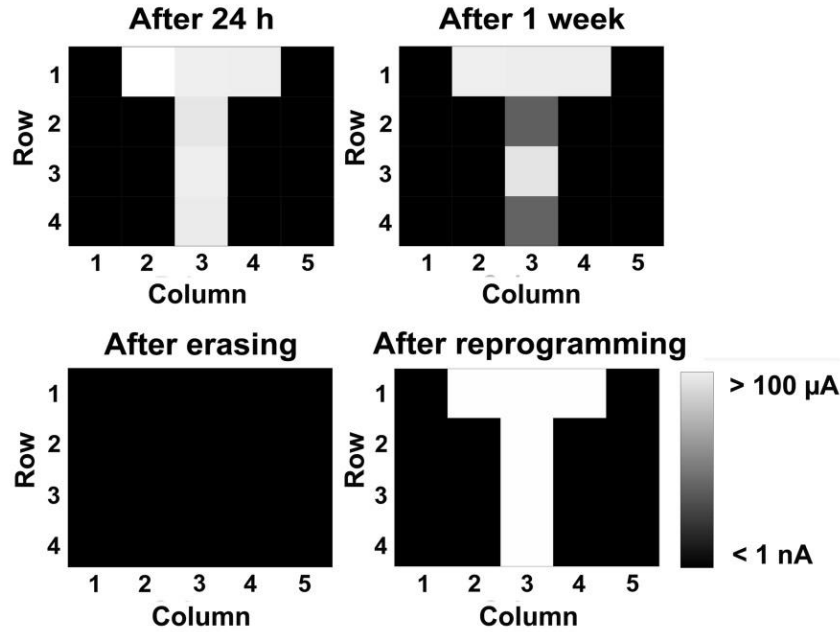 After 24 h
After 1 week
Row
1
2
3
4
1 2 3 4 5
Column
Row
1
2
3
4
1 2 3 4 5
Column
After erasing
After reprogramming
Row
1
2
3
4
1 2 3 4 5
Column
Row
1
2
3
4
1 2 3 4 5
Column
> 100 µA
< 1 nA